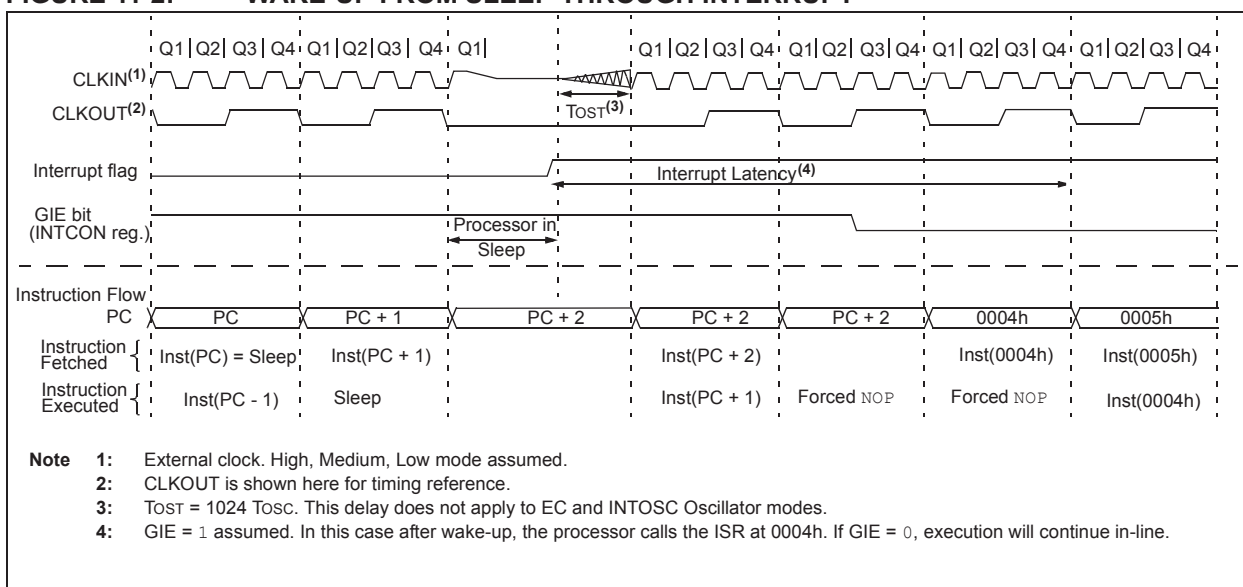 Q1 Q2 Q3 Q4 Q1 Q2 Q3 Q4 Q1 Q1 Q2 Q3 Q4 Q1 Q2 Q3 Q4 Q1 Q2 Q3 Q4 Q1 Q2 Q3 Q4
CLKIN(1)
CLKOUT(2)
TOST(3)
Interrupt flag
Interrupt Latency(4)
GIE bit
(INTCON reg.)
Processor in
Sleep
Instruction Flow
PC PC PC + 1 PC + 2 PC + 2 PC + 2 0004h 0005h
Instruction
Fetched
Inst(PC) = Sleep Inst(PC + 1) Inst(PC + 2) Inst(0004h) Inst(0005h)
Instruction
Executed
Inst(PC - 1) Sleep Inst(PC + 1) Forced NOP Forced NOP Inst(0004h)
Note 1: External clock. High, Medium, Low mode assumed.
2: CLKOUT is shown here for timing reference.
3: TOST = 1024 TOSC. This delay does not apply to EC and INTOSC Oscillator modes.
4: GIE = 1 assumed. In this case after wake-up, the processor calls the ISR at 0004h. If GIE = 0, execution will continue in-line.